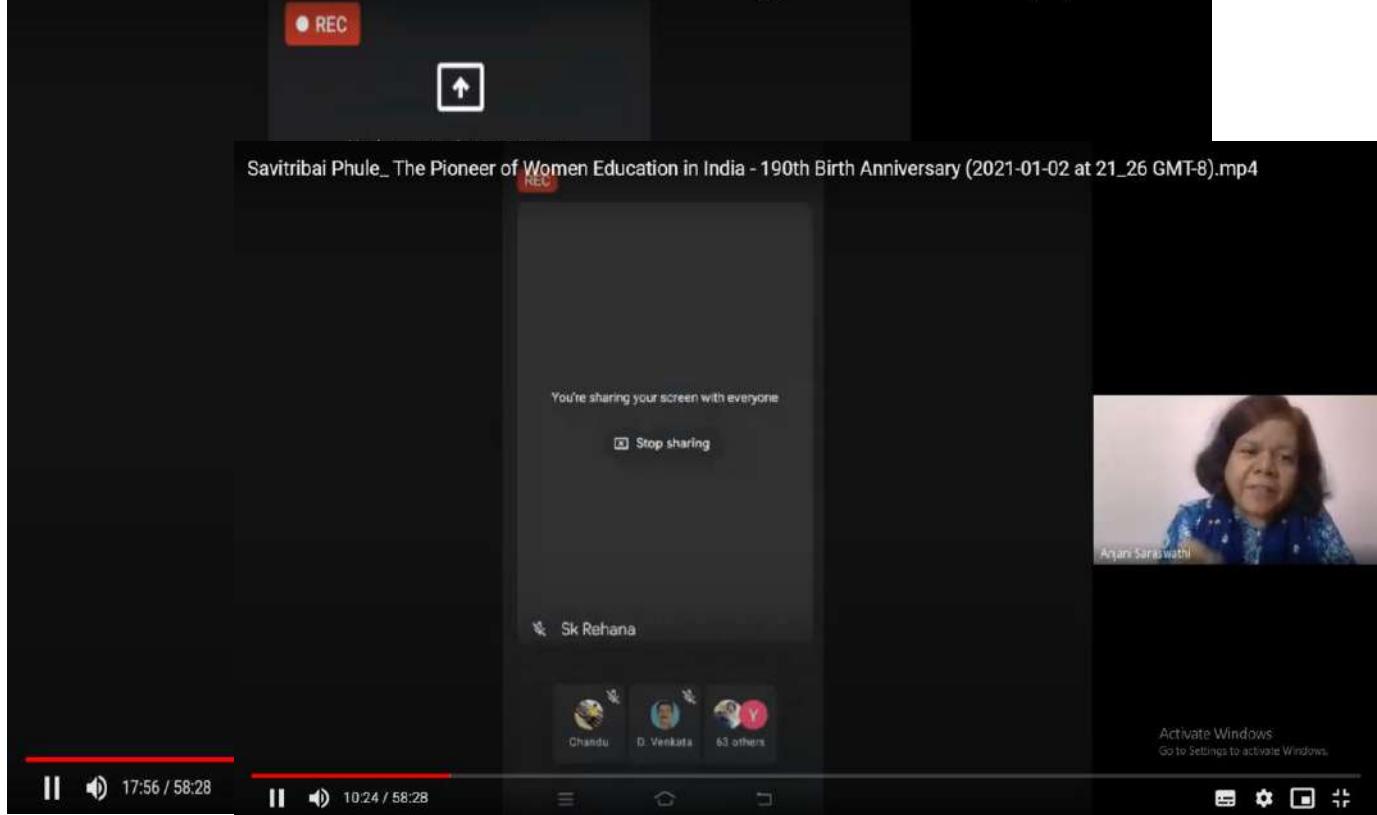 REC
Savitribai Phule_ The Pioneer of Women Education in India - 190th Birth Anniversary (2021-01-02 at 21_26 GMT-8).mp4
REC
You're sharing your screen with everyone
Stop sharing
Anjani Saraswathi
Sk Rehana
Y
Chandu
D. Venkata
63 others
Activate Windows
Go to Settings to activate Windows.
17:56 / 58:28
10:24 / 58:28